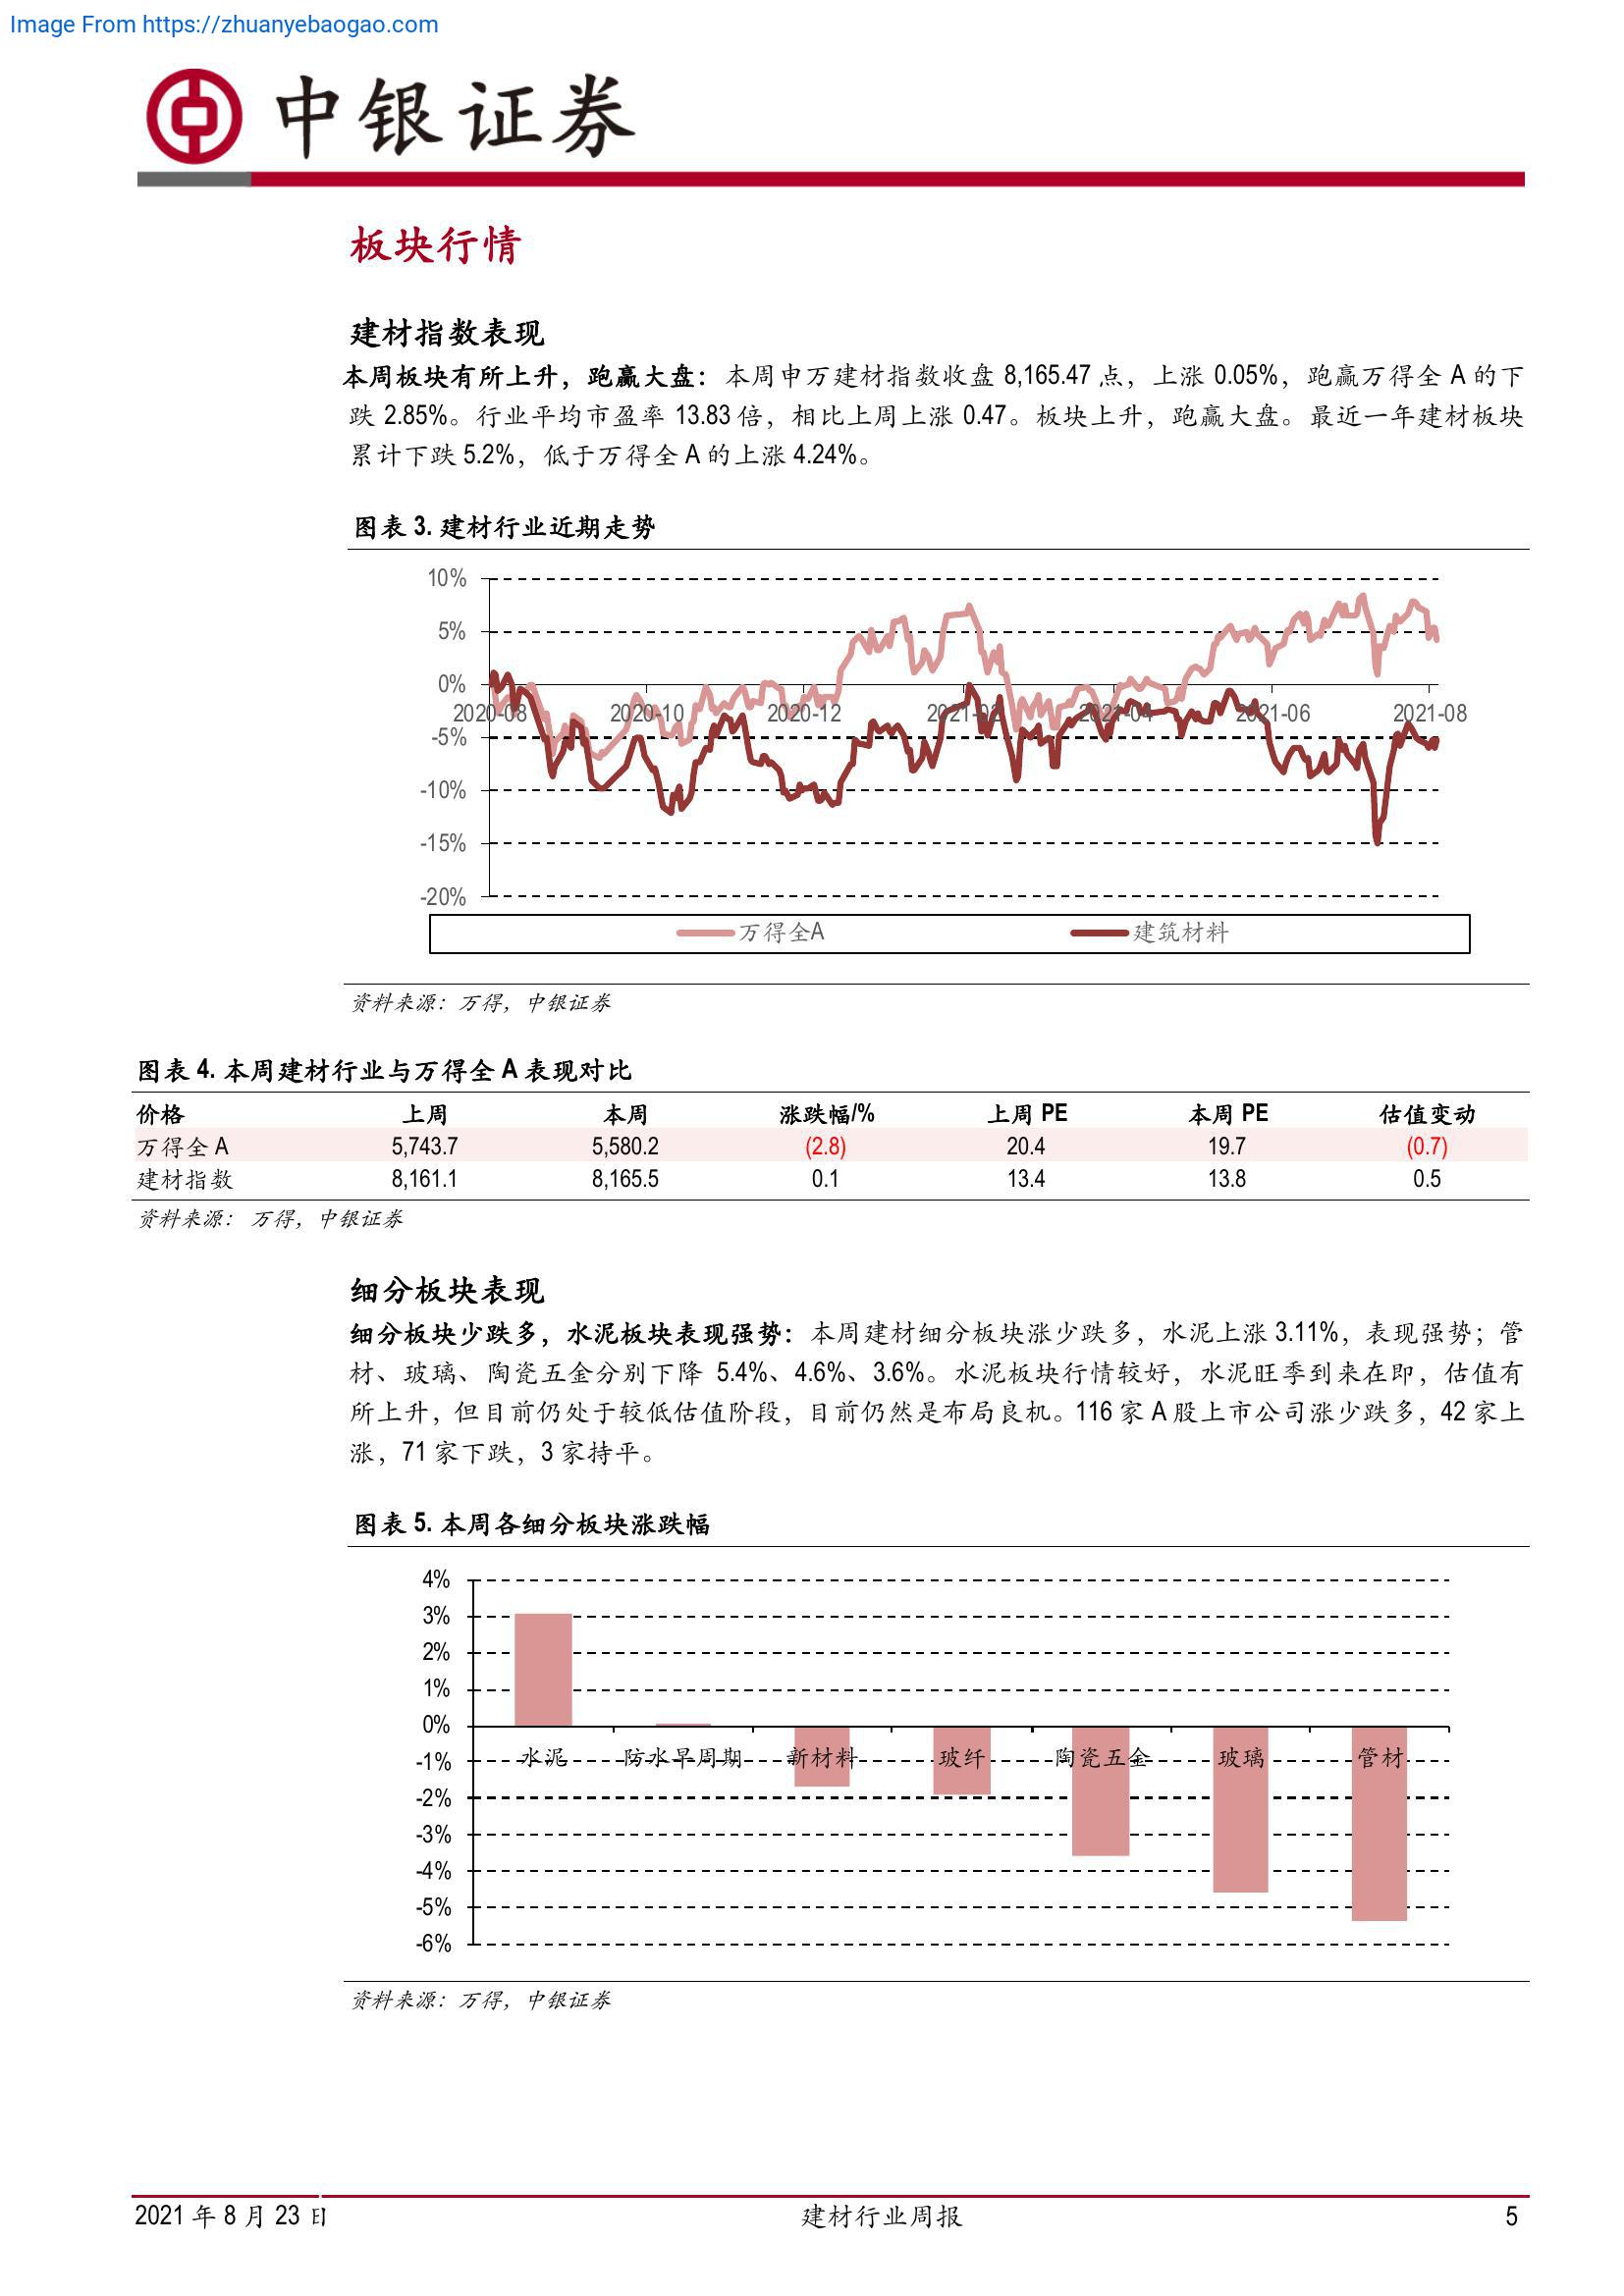 Image From https://zhuanyebaogao.com
中银证券
板块行情
建材指数表现
本周板块有所上升，跑赢大盘：本周申万建材指数收盘 8,165.47 点，上涨 0.05%，跑赢万得全 A 的下
跌 2.85%。行业平均市盈率 13.83 倍，相比上周上涨 0.47。板块上升，跑赢大盘。最近一年建材板块
累计下跌 5.2%，低于万得全 A 的上涨 4.24%。
图表 3. 建材行业近期走势
10%
5%
0%
2020-08 2020-10 2020-12 2021-02 2021-04 2021-06 2021-08
-5%
-10%
-15%
-20%
万得全A 建筑材料
资料来源：万得，中银证券
图表 4. 本周建材行业与万得全 A 表现对比
价格 上周 本周 涨跌幅/% 上周 PE 本周 PE 估值变动
万得全 A 5,743.7 5,580.2 (2.8) 20.4 19.7 (0.7)
建材指数 8,161.1 8,165.5 0.1 13.4 13.8 0.5
资料来源： 万得，中银证券
细分板块表现
细分板块少跌多，水泥板块表现强势：本周建材细分板块涨少跌多，水泥上涨 3.11%，表现强势；管
材、玻璃、陶瓷五金分别下降 5.4%、4.6%、3.6%。水泥板块行情较好，水泥旺季到来在即，估值有
所上升，但目前仍处于较低估值阶段，目前仍然是布局良机。116 家 A 股上市公司涨少跌多，42 家上
涨，71 家下跌，3 家持平。
图表 5. 本周各细分板块涨跌幅
4%
3%
2%
1%
0%
-1% 水泥 防水早周期 新材料 玻纤 陶瓷五金 玻璃 管材
-2%
-3%
-4%
-5%
-6%
资料来源：万得，中银证券
2021 年 8 月 23 日 建材行业周报 5